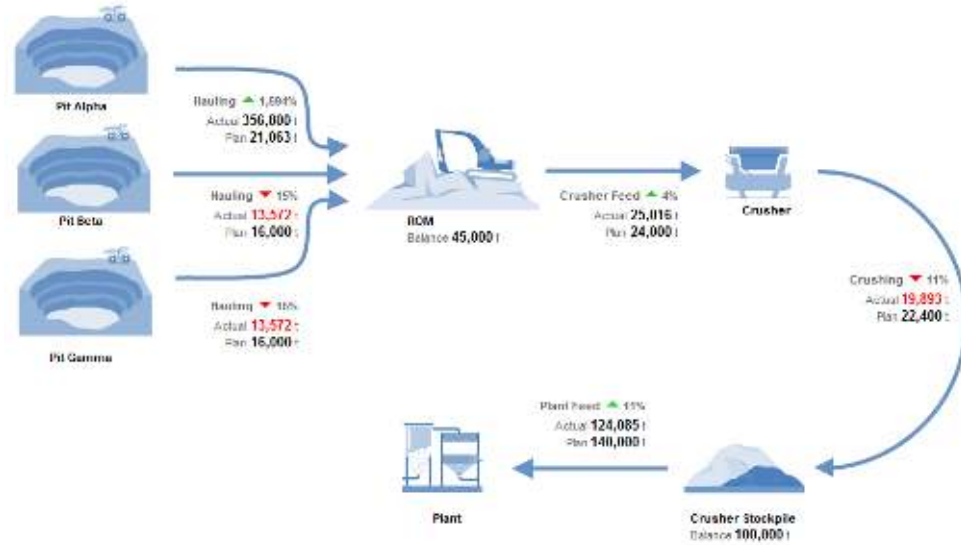 Pit Alpha
Hauling 1,594%
Actual 356,800 t
Plan 21,063 t
Pit Beta
Hauling 15%
Actual 13,572 t
Plan 16,000 t
Pit Gamma
Hauling 15%
Actual 13,572 t
Plan 16,000 t
ROM
Balance 45,000 t
Crusher Feed 4%
Actual 25,016 t
Plan 24,000 t
Crusher
Crushing 11%
Actual 19,893 t
Plan 22,400 t
Plant Feed 11%
Actual 124,085 t
Plan 140,000 t
Plant
Crusher Stockpile
Balance 100,000 t